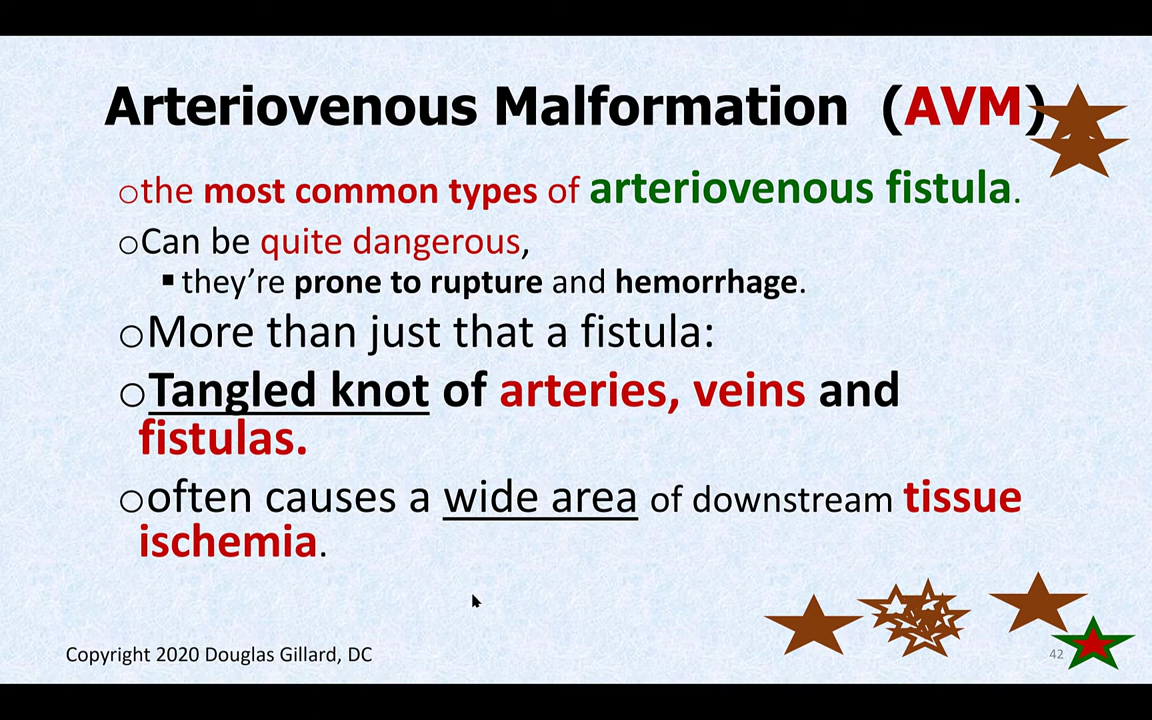 Arteriovenous Malformation (AVM)
○the most common types of arteriovenous fistula.
○Can be quite dangerous,
▪they're prone to rupture and hemorrhage.
○More than just that a fistula:
○Tangled knot of arteries, veins and
fistulas.
○often causes a wide area of downstream tissue
ischemia.
Copyright 2020 Douglas Gillard, DC
42